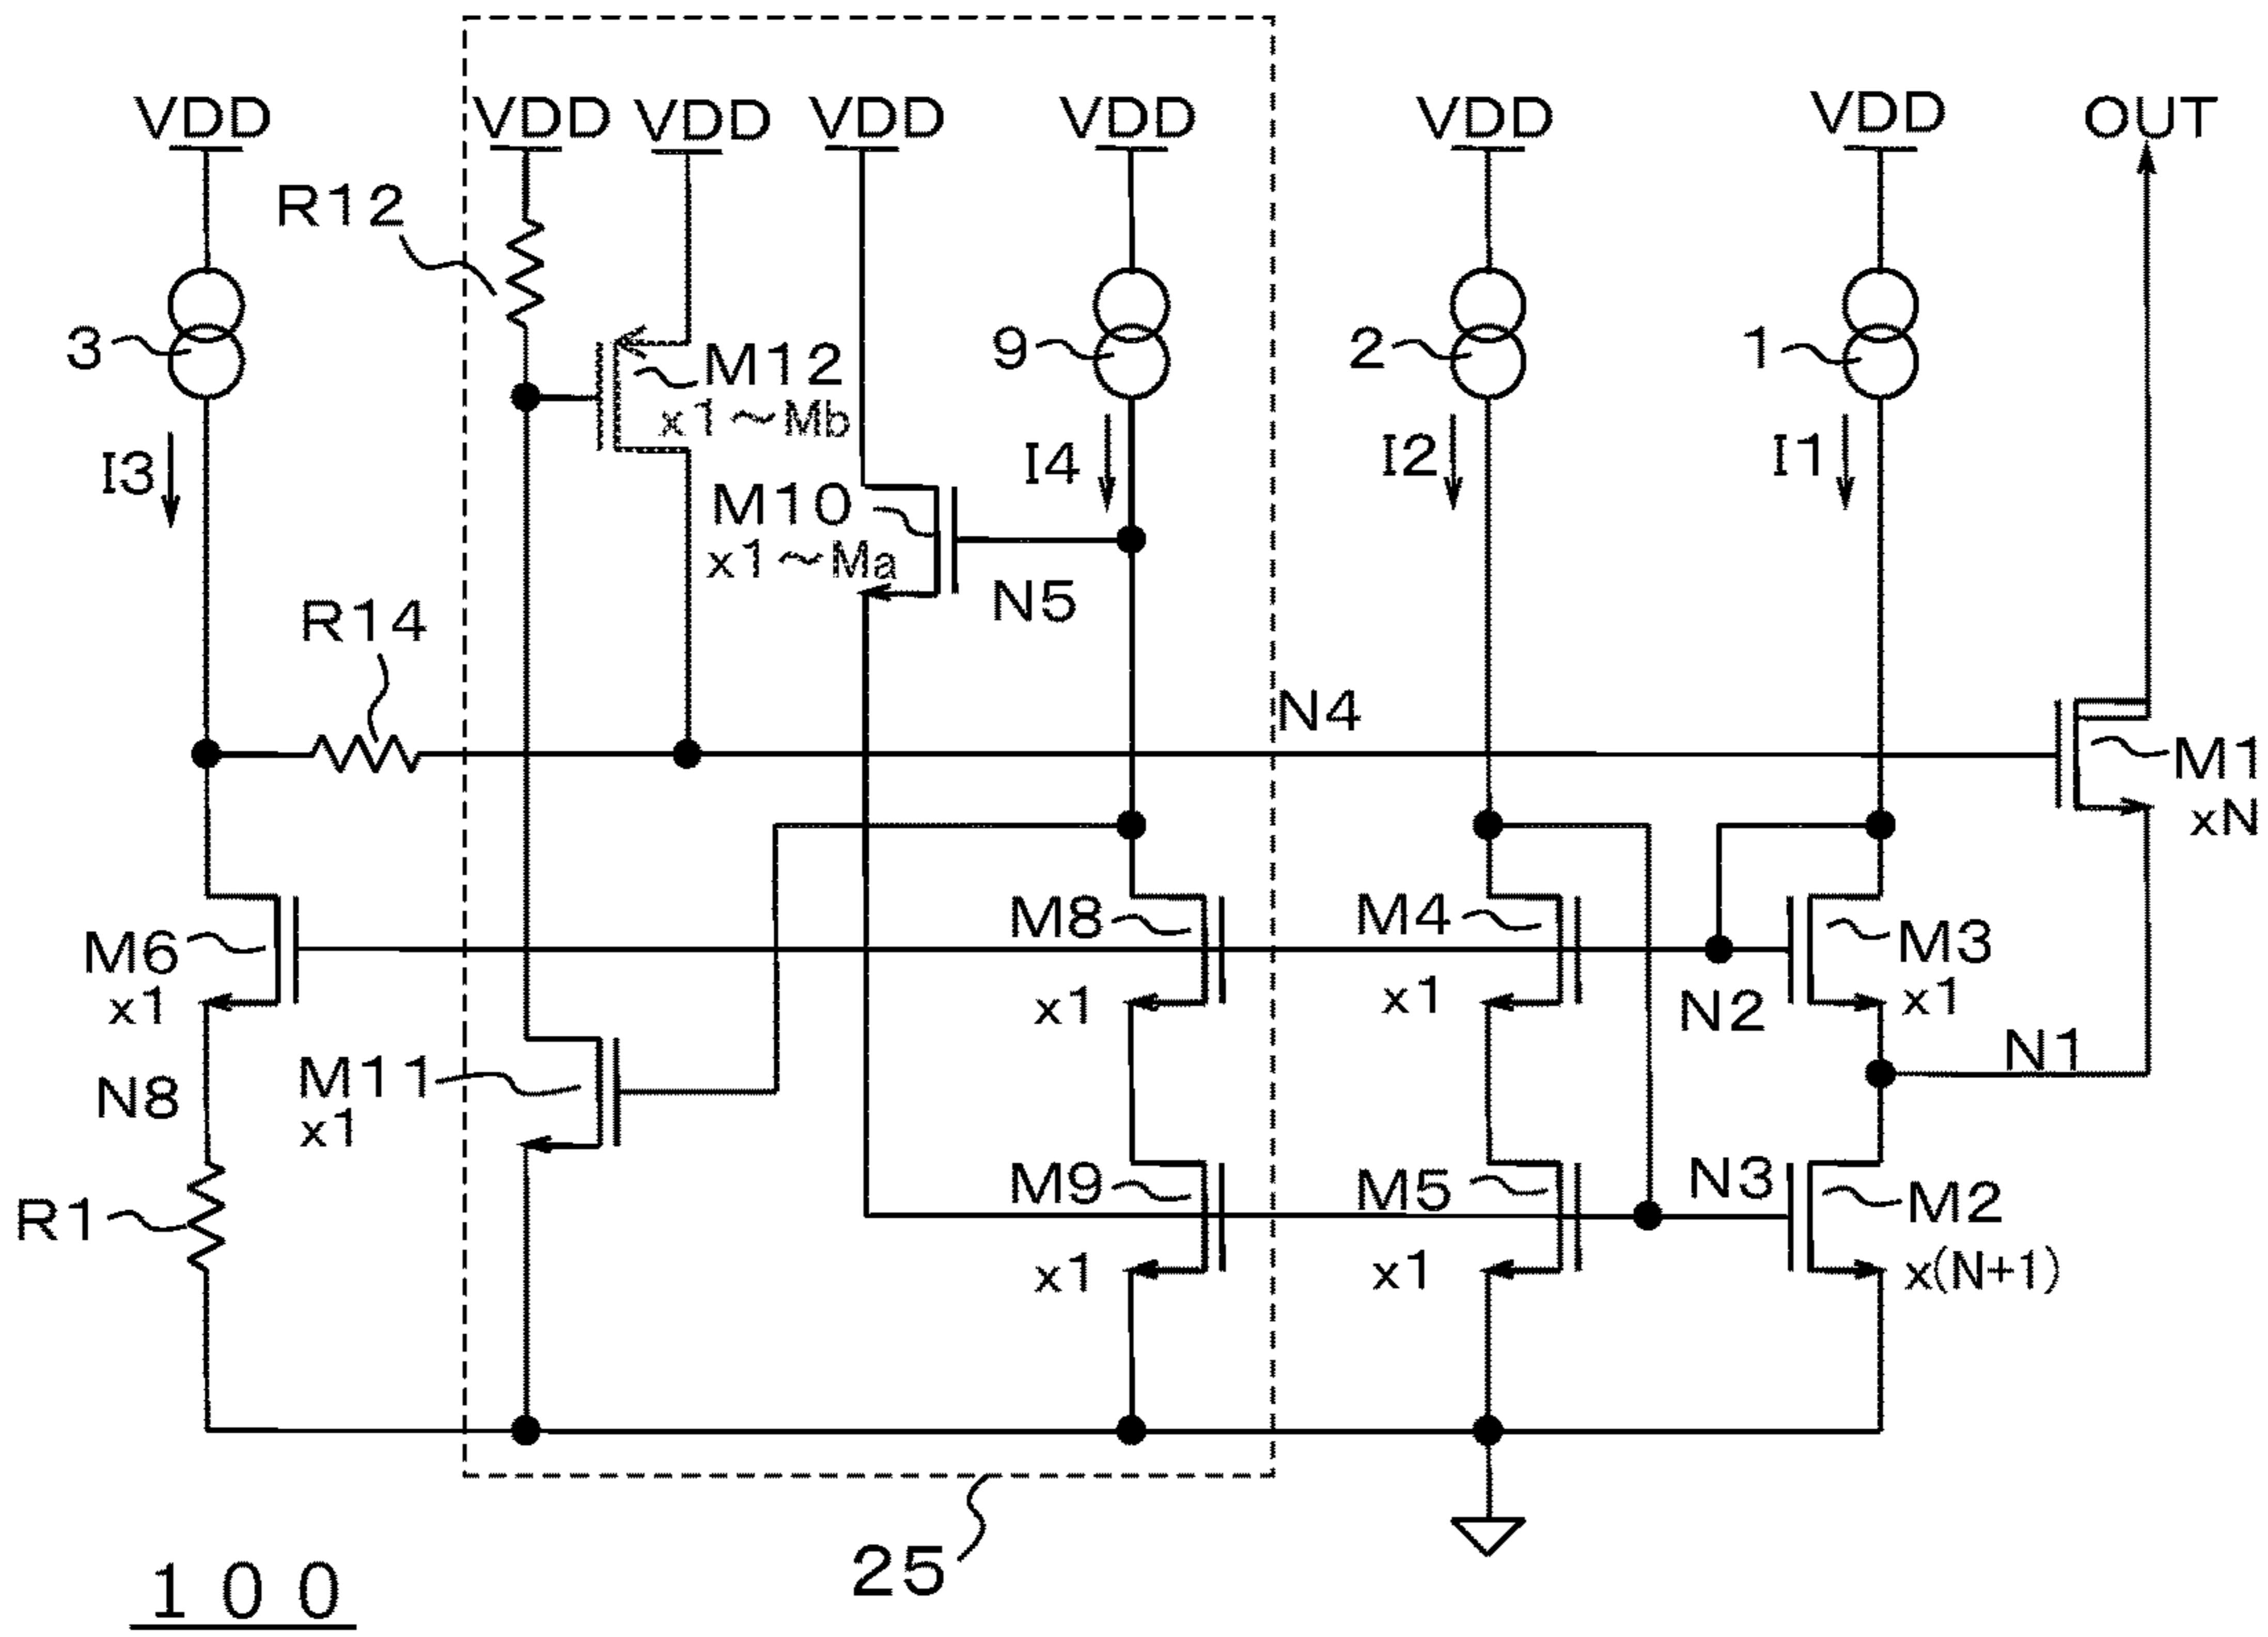 VDD VDD VDD VDD VDD VDD VDD OUT
R12
3
M12
x1～Mb
9
2
1
I3
I4
I2
I1
M10
x1～Ma
N5
R14
N4
M1
xN
M6
x1
M8
x1
M4
x1
N2
M3
x1
N1
N8
M11
x1
R1
M9
x1
M5
x1
N3
M2
x(N+1)
25
100